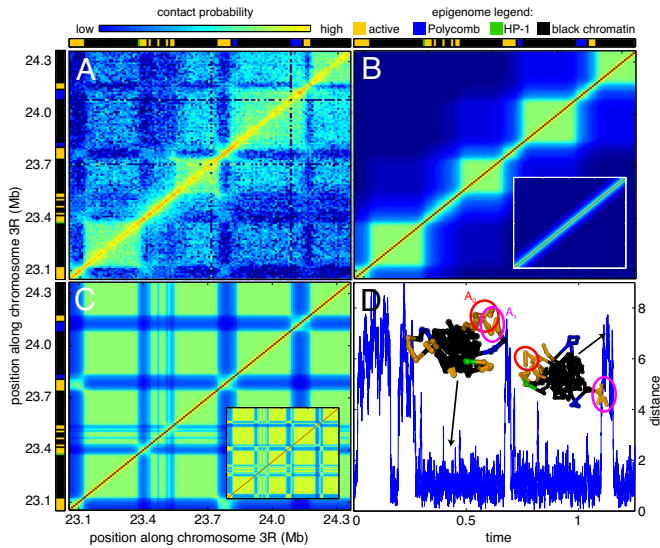 contact probability
epigenome legend:
low
high
active
Polycomb
HP-1
black chromatin
A
B
24.3
24.0
23.7
23.4
23.1
position along chromosome 3R (Mb)
C
D
A₀
A₁
24.3
24.0
23.7
23.4
23.1
position along chromosome 3R (Mb)
8
6
4
2
0
distance
23.1
23.4
23.7
24.0
24.3
position along chromosome 3R (Mb)
0
0.5
1
time